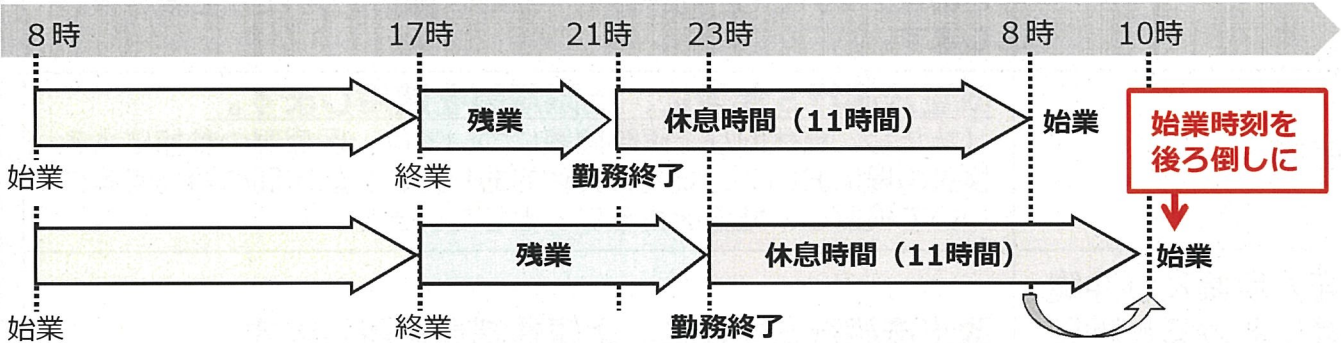 8時 17時 21時 23時 8時 10時
残業 休息時間（11時間） 始業
始業時刻を
後ろ倒しに
始業 終業 勤務終了
残業 休息時間（11時間） 始業
始業 終業 勤務終了